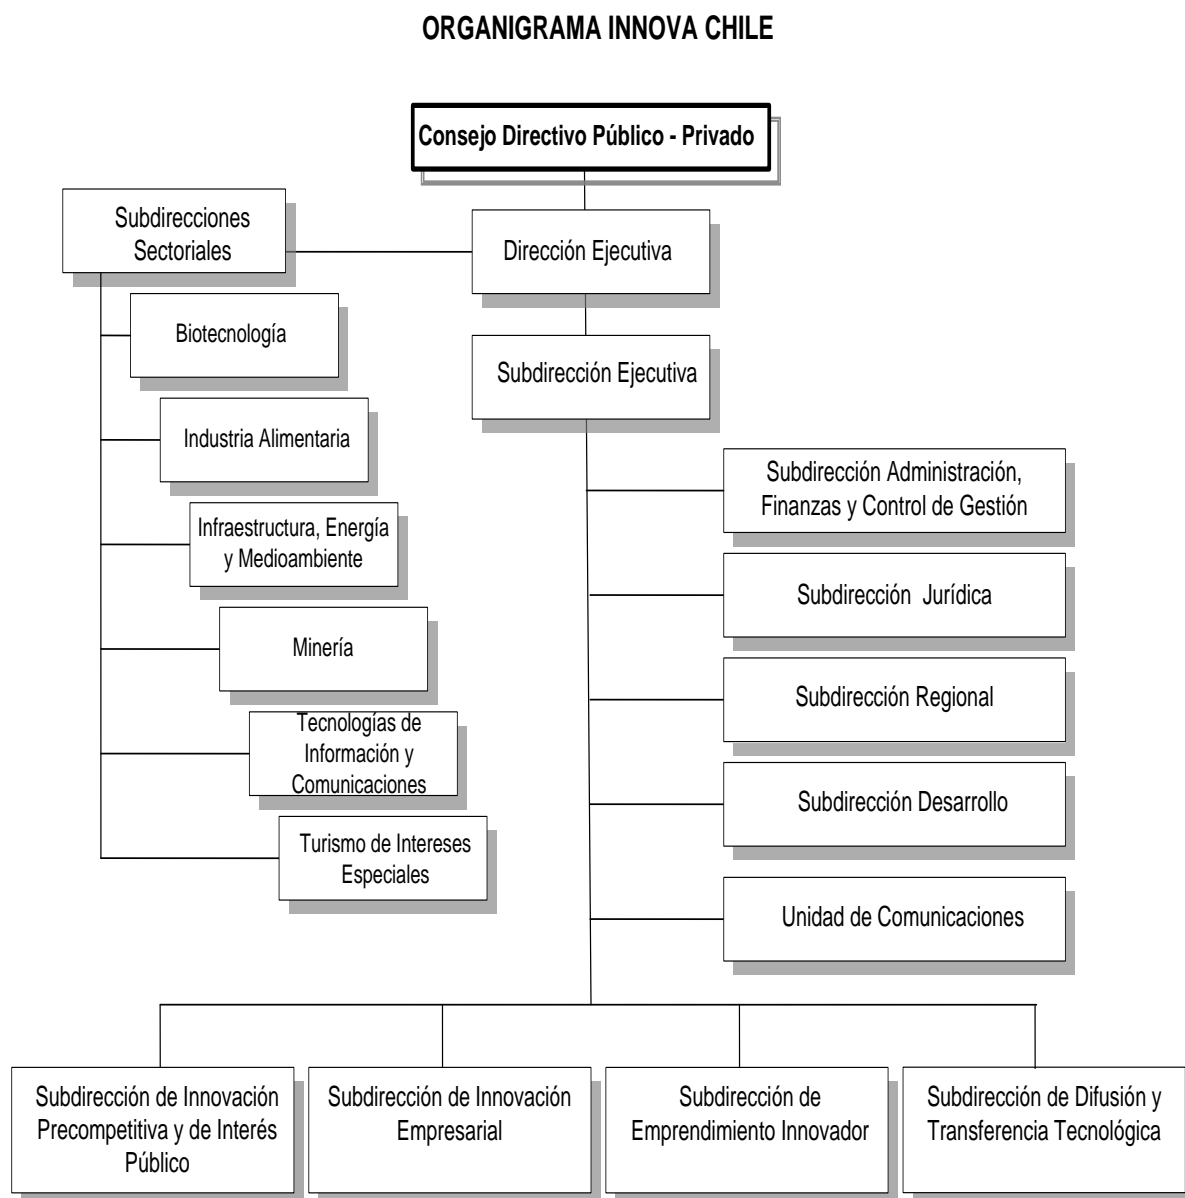 ORGANIGRAMA INNOVA CHILE
Consejo Directivo Público - Privado
Subdirecciones
Sectoriales
Dirección Ejecutiva
Biotecnología
Subdirección Ejecutiva
Industria Alimentaria
Subdirección Administración,
Finanzas y Control de Gestión
Infraestructura, Energía
y Medioambiente
Subdirección Jurídica
Minería
Subdirección Regional
Tecnologías de
Información y
Comunicaciones
Subdirección Desarrollo
Turismo de Intereses
Especiales
Unidad de Comunicaciones
Subdirección de Innovación
Precompetitiva y de Interés
Público
Subdirección de Innovación
Empresarial
Subdirección de
Emprendimiento Innovador
Subdirección de Difusión y
Transferencia Tecnológica